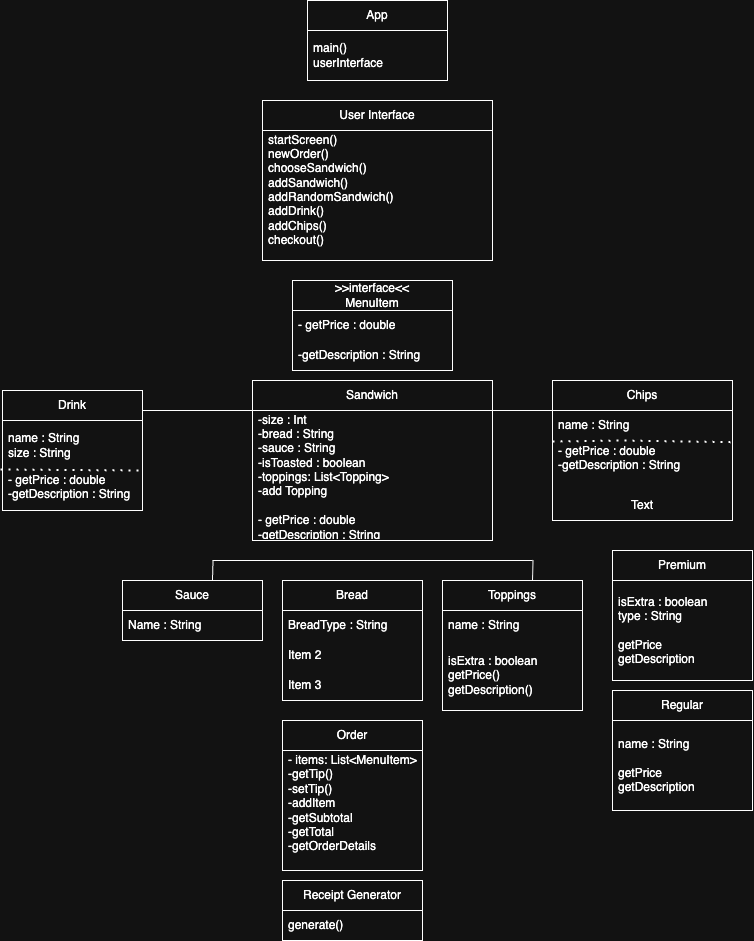 App
main()
userInterface
User Interface
startScreen()
newOrder()
chooseSandwich()
addSandwich()
addRandomSandwich()
addDrink()
addChips()
checkout()
>>interface<<
MenuItem
- getPrice : double
-getDescription : String
Drink
name : String
size : String
- getPrice : double
-getDescription : String
Sandwich
-size : Int
-bread : String
-sauce : String
-isToasted : boolean
-toppings: List<Topping>
-add Topping
- getPrice : double
-getDescription : String
Chips
name : String
- getPrice : double
-getDescription : String
Text
Sauce
Name : String
Bread
BreadType : String
Item 2
Item 3
Toppings
name : String
isExtra : boolean
getPrice()
getDescription()
Premium
isExtra : boolean
type : String
getPrice
getDescription
Regular
name : String
getPrice
getDescription
Order
- items: List<MenuItem>
-getTip()
-setTip()
-addItem
-getSubtotal
-getTotal
-getOrderDetails
Receipt Generator
generate()